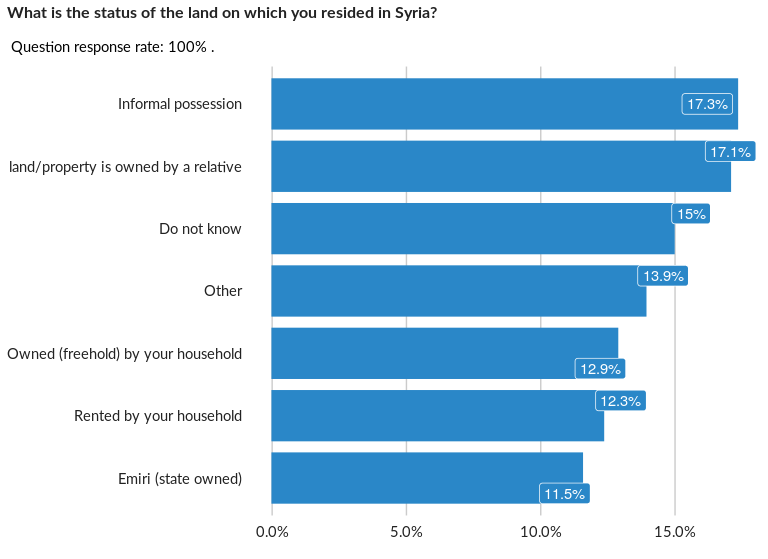 What is the status of the land on which you resided in Syria?
Question response rate: 100% .
Informal possession 17.3%
land/property is owned by a relative 17.1%
Do not know 15%
Other 13.9%
Owned (freehold) by your household 12.9%
Rented by your household 12.3%
Emiri (state owned) 11.5%
0.0% 5.0% 10.0% 15.0%